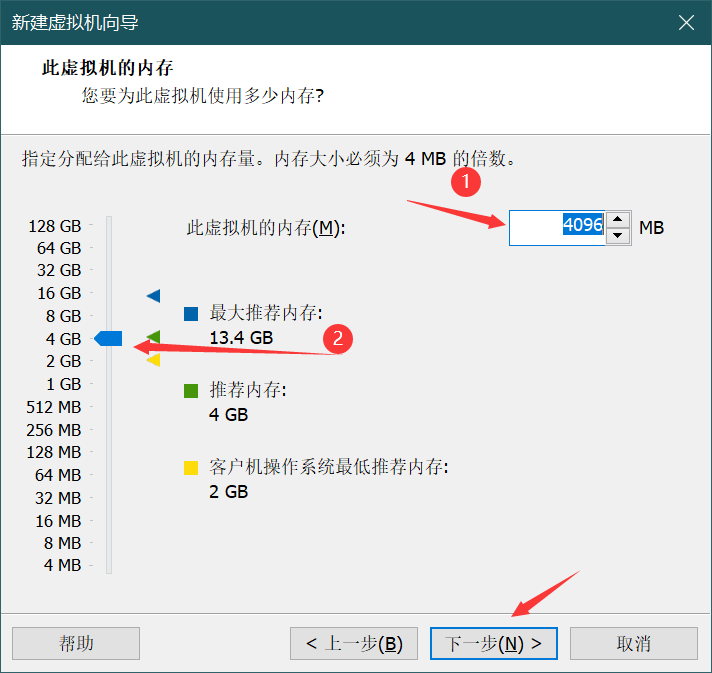 新建虚拟机向导
此虚拟机的内存
您要为此虚拟机使用多少内存?
指定分配给此虚拟机的内存量。内存大小必须为 4 MB 的倍数。
1
此虚拟机的内存(M): 4096 MB
128 GB
64 GB
32 GB
16 GB
8 GB
4 GB
2 GB
1 GB
512 MB
256 MB
128 MB
64 MB
32 MB
16 MB
8 MB
4 MB
最大推荐内存:
13.4 GB
2
推荐内存:
4 GB
客户机操作系统最低推荐内存:
2 GB
帮助 < 上一步(B) 下一步(N) > 取消